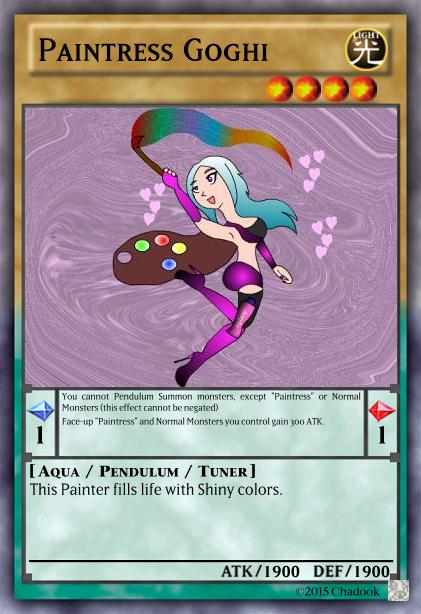 PAINTRESS GOGHI
LIGHT
光
You cannot Pendulum Summon monsters, except "Paintress" or Normal
Monsters (this effect cannot be negated)
Face-up "Paintress" and Normal Monsters you control gain 300 ATK.
1
1
[ AQUA / PENDULUM / TUNER ]
This Painter fills life with Shiny colors.
ATK/1900 DEF/1900
©2015 Chadook